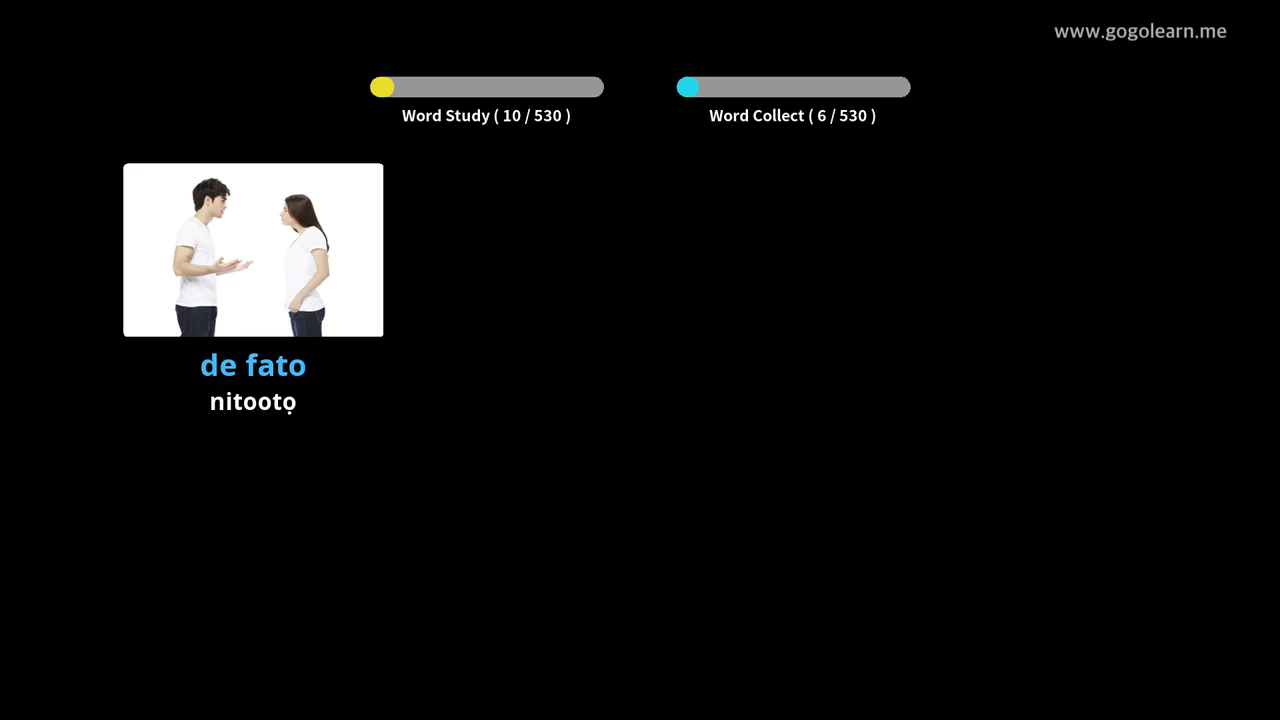 www.gogolearn.me
Word Study ( 10 / 530 )
Word Collect ( 6 / 530 )
de fato
nitootọ